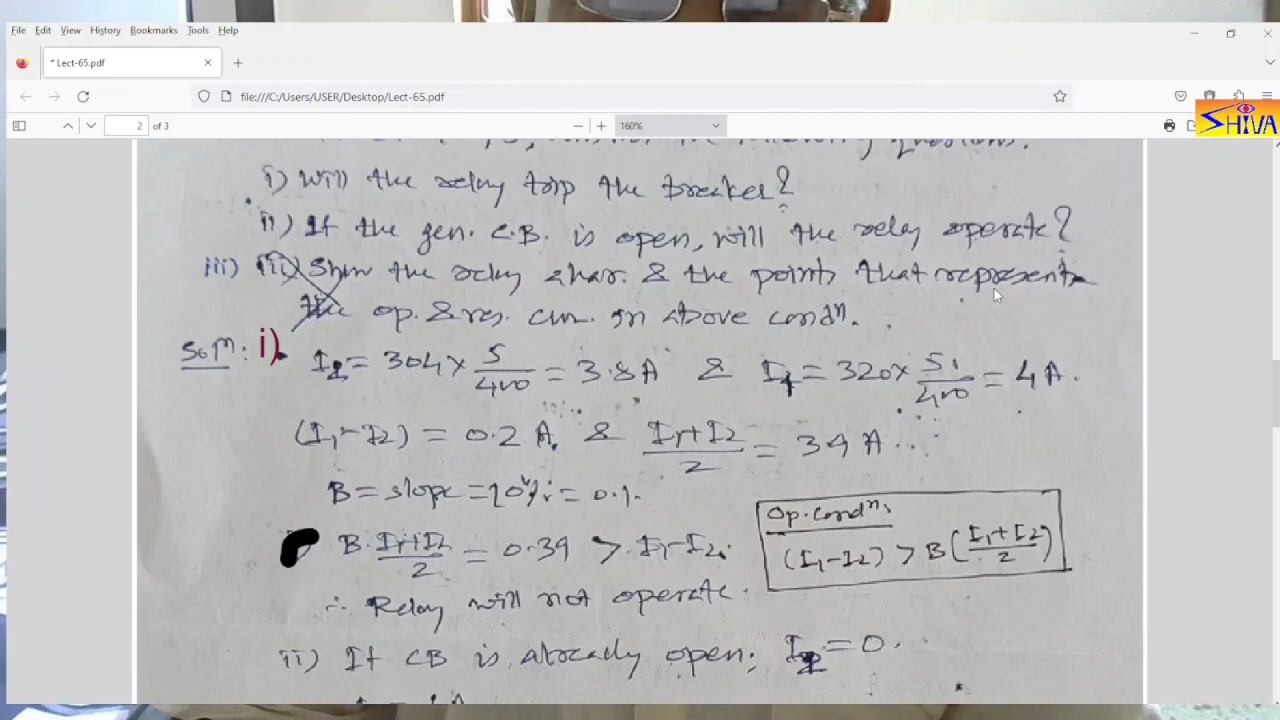 File Edit View History Bookmarks Tools Help
* Lect-65.pdf
file:///C:/Users/USER/Desktop/Lect-65.pdf
SHIVA
2 of 3
160%
i) Will the relay trip the breaker?
ii) If the gen. C.B. is open, will the relay operate?
iii) Show the relay char. & the points that represent
the op. & res. cur. in above condⁿ.
Solⁿ: i). I₂ = 304 × 5/400 = 3.8 A & I₁ = 320 × 5/400 = 4 A.
(I₁-I₂) = 0.2 A. & (I₁+I₂)/2 = 3.9 A
B = slope = 10% = 0.1.
Op. condⁿ:
B. (I₁+I₂)/2 = 0.39 > I₁-I₂.
(I₁-I₂) > B((I₁+I₂)/2)
∴ Relay will not operate.
ii) If CB is already open, I₂ = 0.